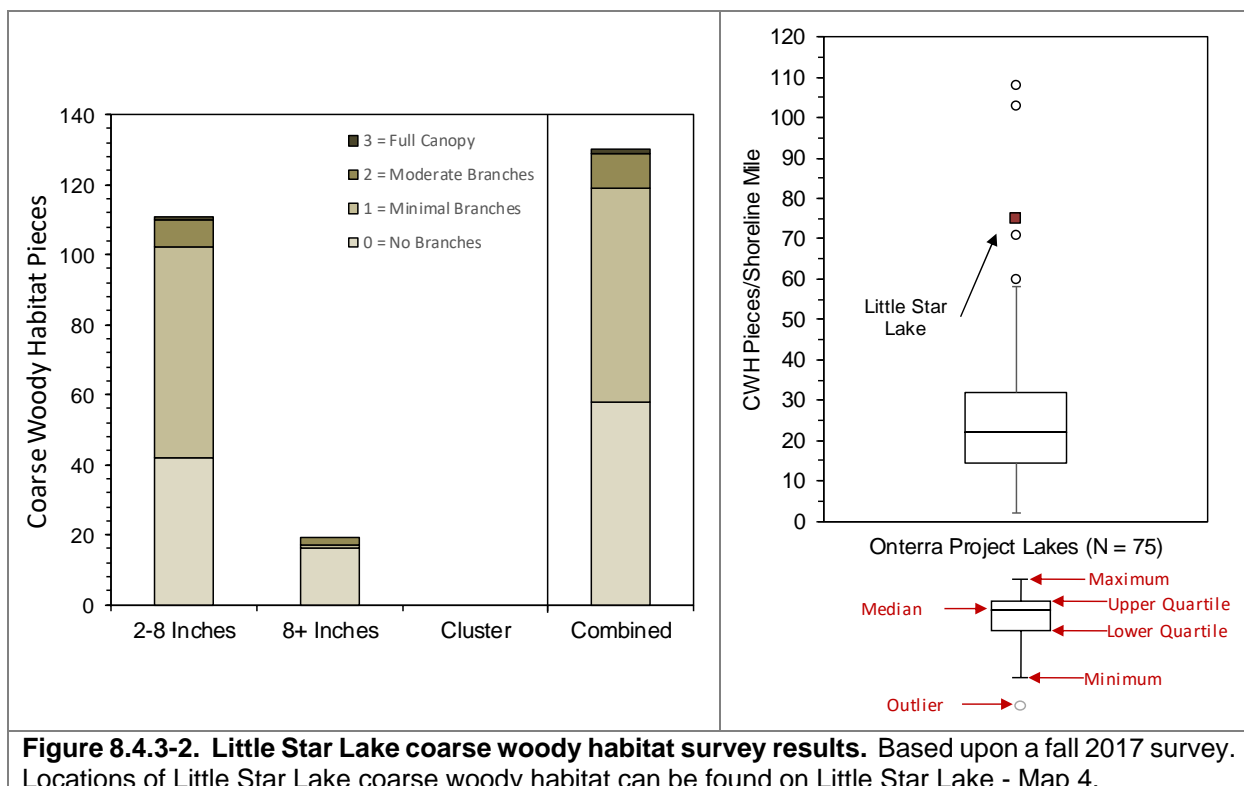 140
120
100
80
60
40
20
0
Coarse Woody Habitat Pieces
3 = Full Canopy
2 = Moderate Branches
1 = Minimal Branches
0 = No Branches
2-8 Inches
8+ Inches
Cluster
Combined
120
110
100
90
80
70
60
50
40
30
20
10
0
CWH Pieces/Shoreline Mile
Little Star
Lake
Onterra Project Lakes (N = 75)
Maximum
Median
Upper Quartile
Lower Quartile
Minimum
Outlier
Figure 8.4.3-2. Little Star Lake coarse woody habitat survey results. Based upon a fall 2017 survey.
Locations of Little Star Lake coarse woody habitat can be found on Little Star Lake - Map 4.